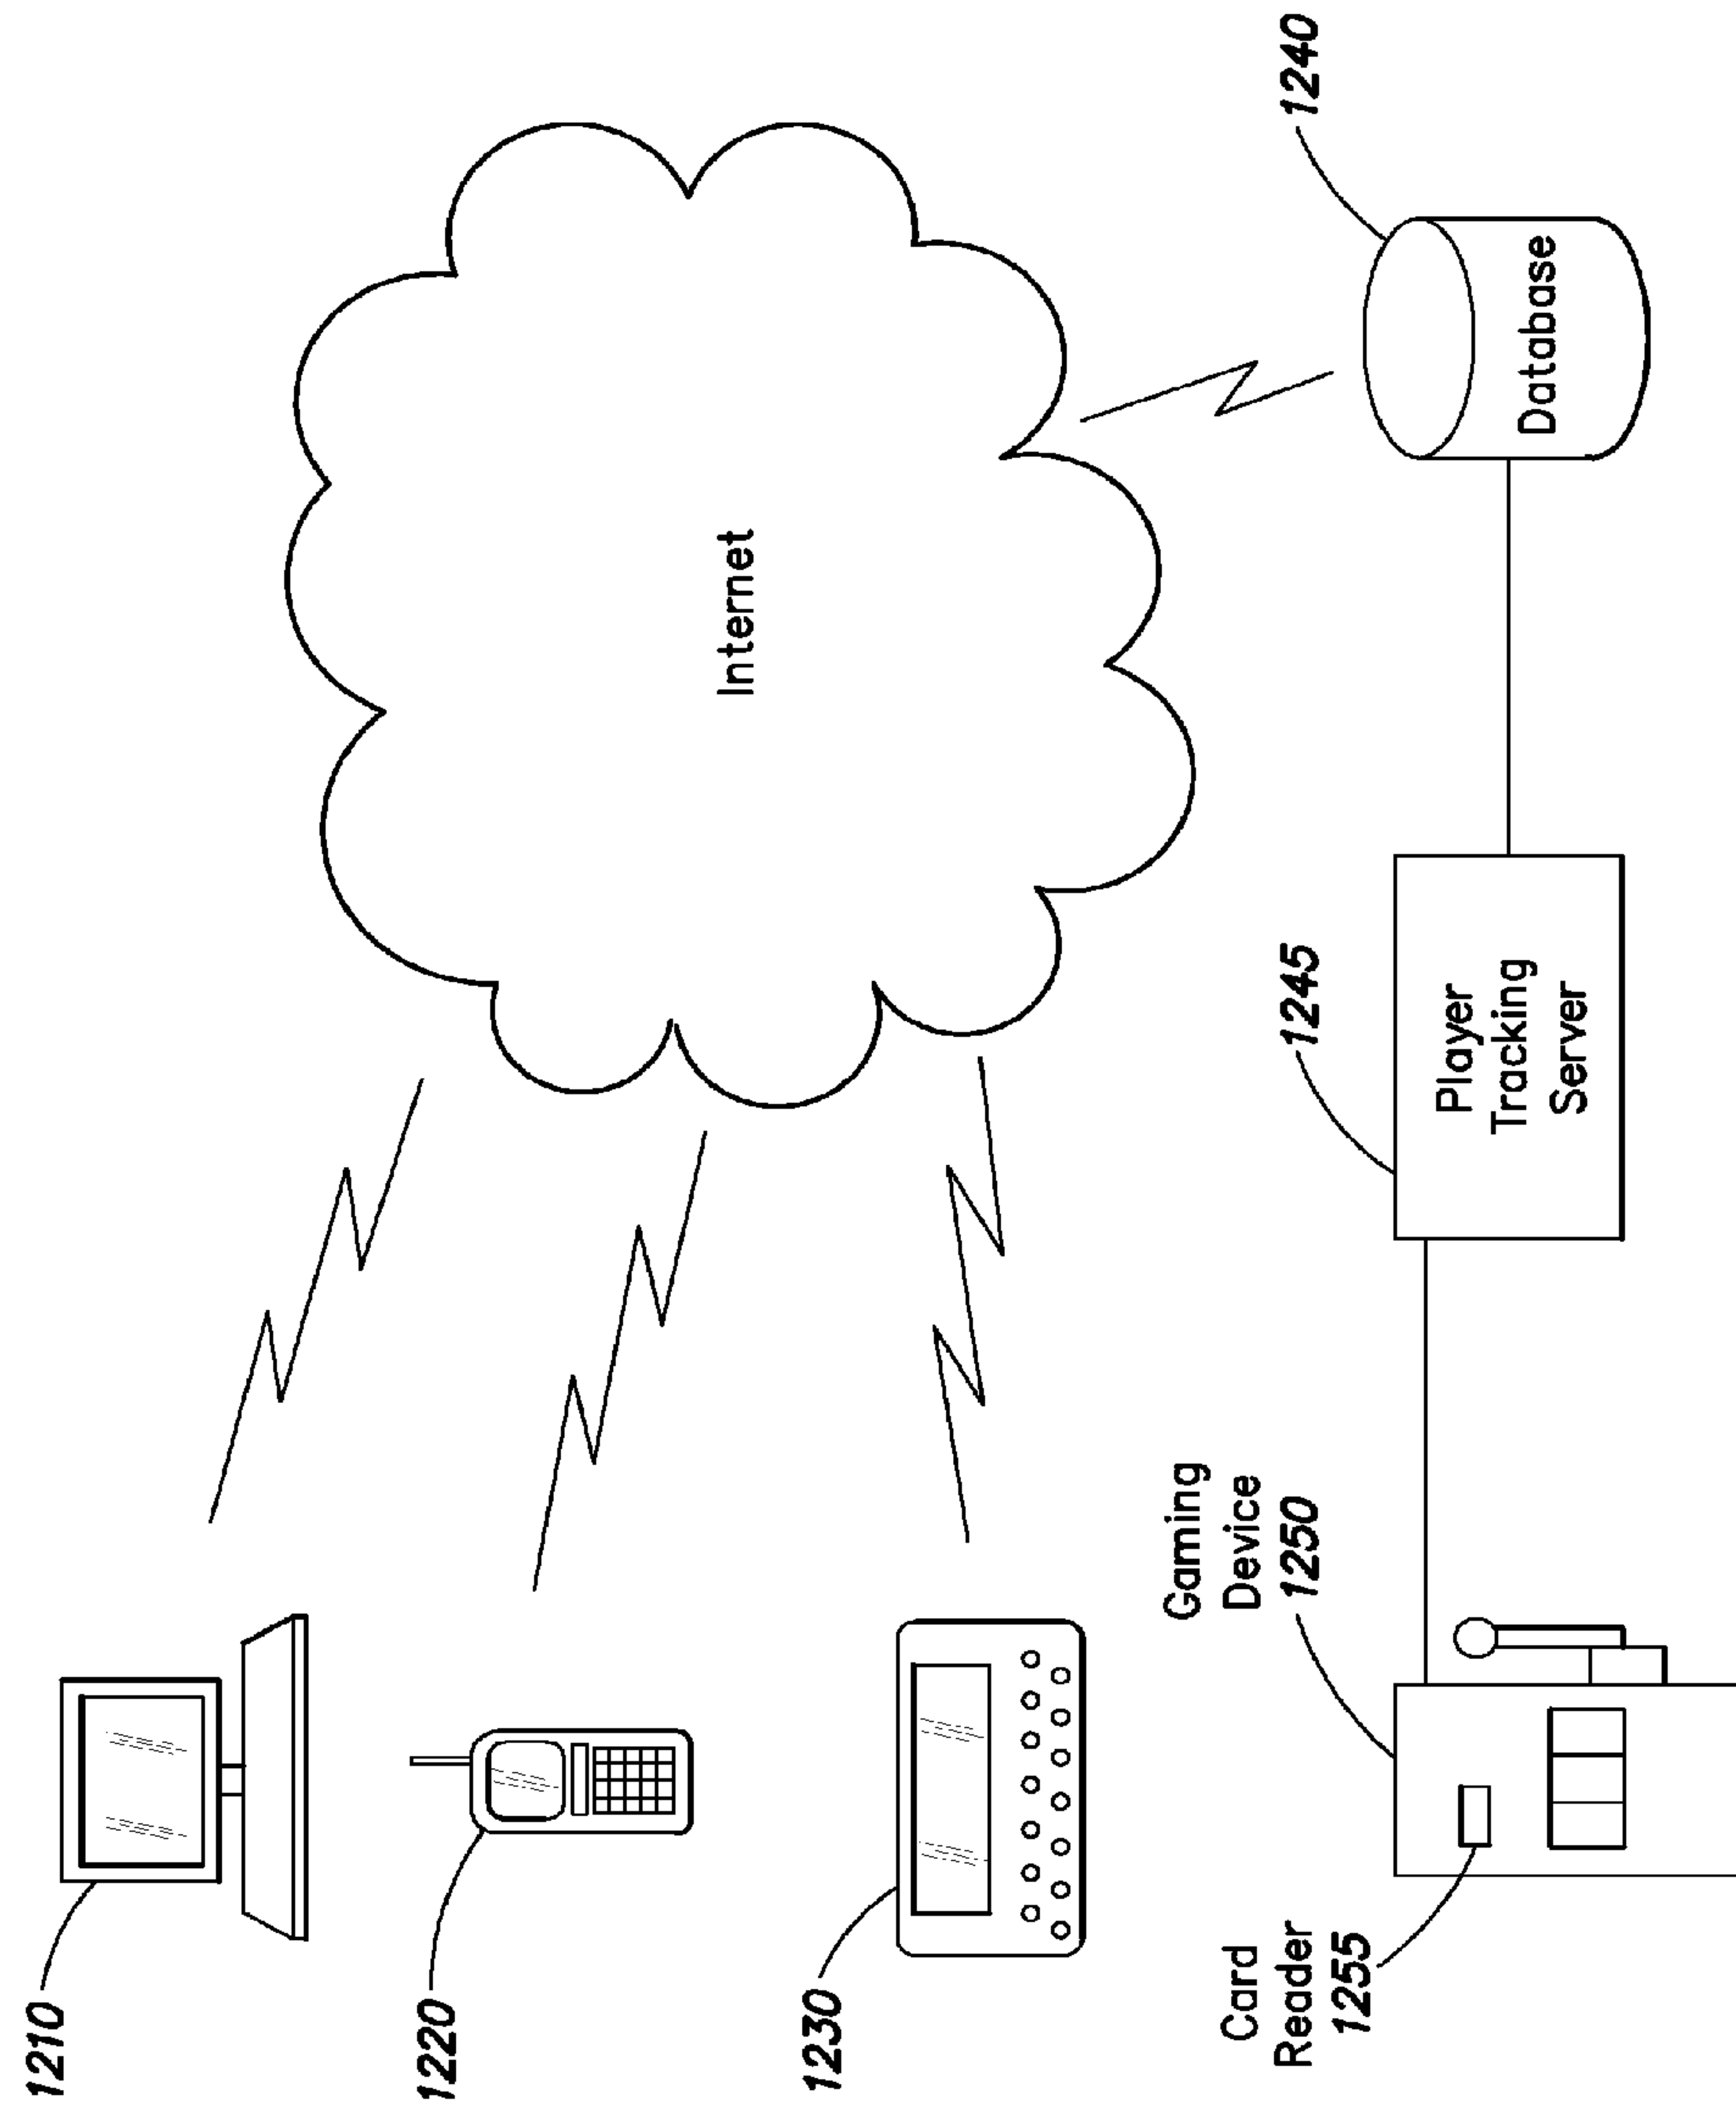 1210
1220
1230
Internet
Card
Reader
1255
Gaming
Device
1250
1245
Player
Tracking
Server
1240
Database